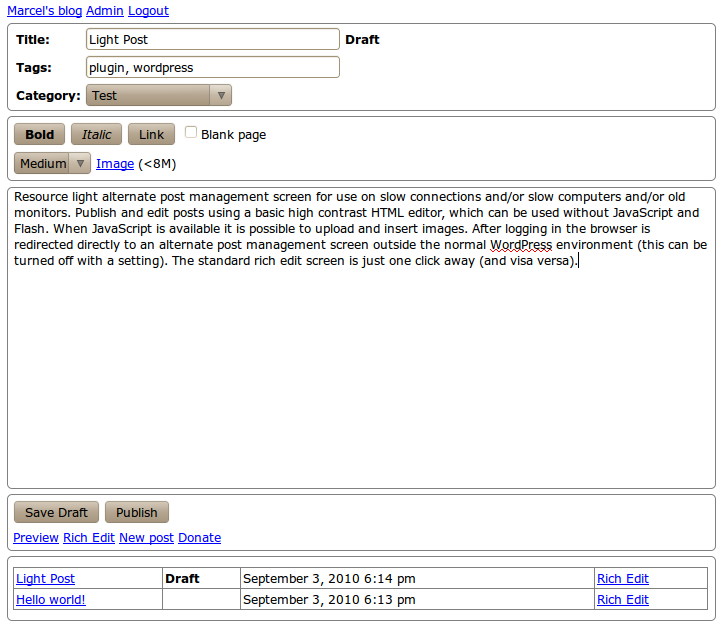 Marcel's blog Admin Logout
Title: Light Post Draft
Tags: plugin, wordpress
Category: Test
Bold Italic Link Blank page
Medium Image (<8M)
Resource light alternate post management screen for use on slow connections and/or slow computers and/or old
monitors. Publish and edit posts using a basic high contrast HTML editor, which can be used without JavaScript and
Flash. When JavaScript is available it is possible to upload and insert images. After logging in the browser is
redirected directly to an alternate post management screen outside the normal WordPress environment (this can be
turned off with a setting). The standard rich edit screen is just one click away (and visa versa).
Save Draft Publish
Preview Rich Edit New post Donate
Light Post Draft September 3, 2010 6:14 pm Rich Edit
Hello world! September 3, 2010 6:13 pm Rich Edit